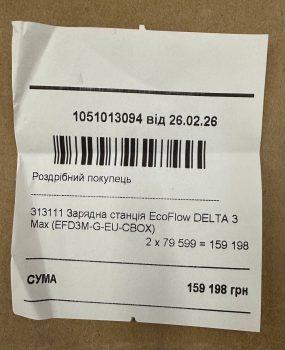 1051013094 від 26.02.26
Роздрібний покупець
313111 Зарядна станція EcoFlow DELTA 3
Max (EFD3M-G-EU-CBOX)
2 x 79 599 = 159 198
СУМА 159 198 грн